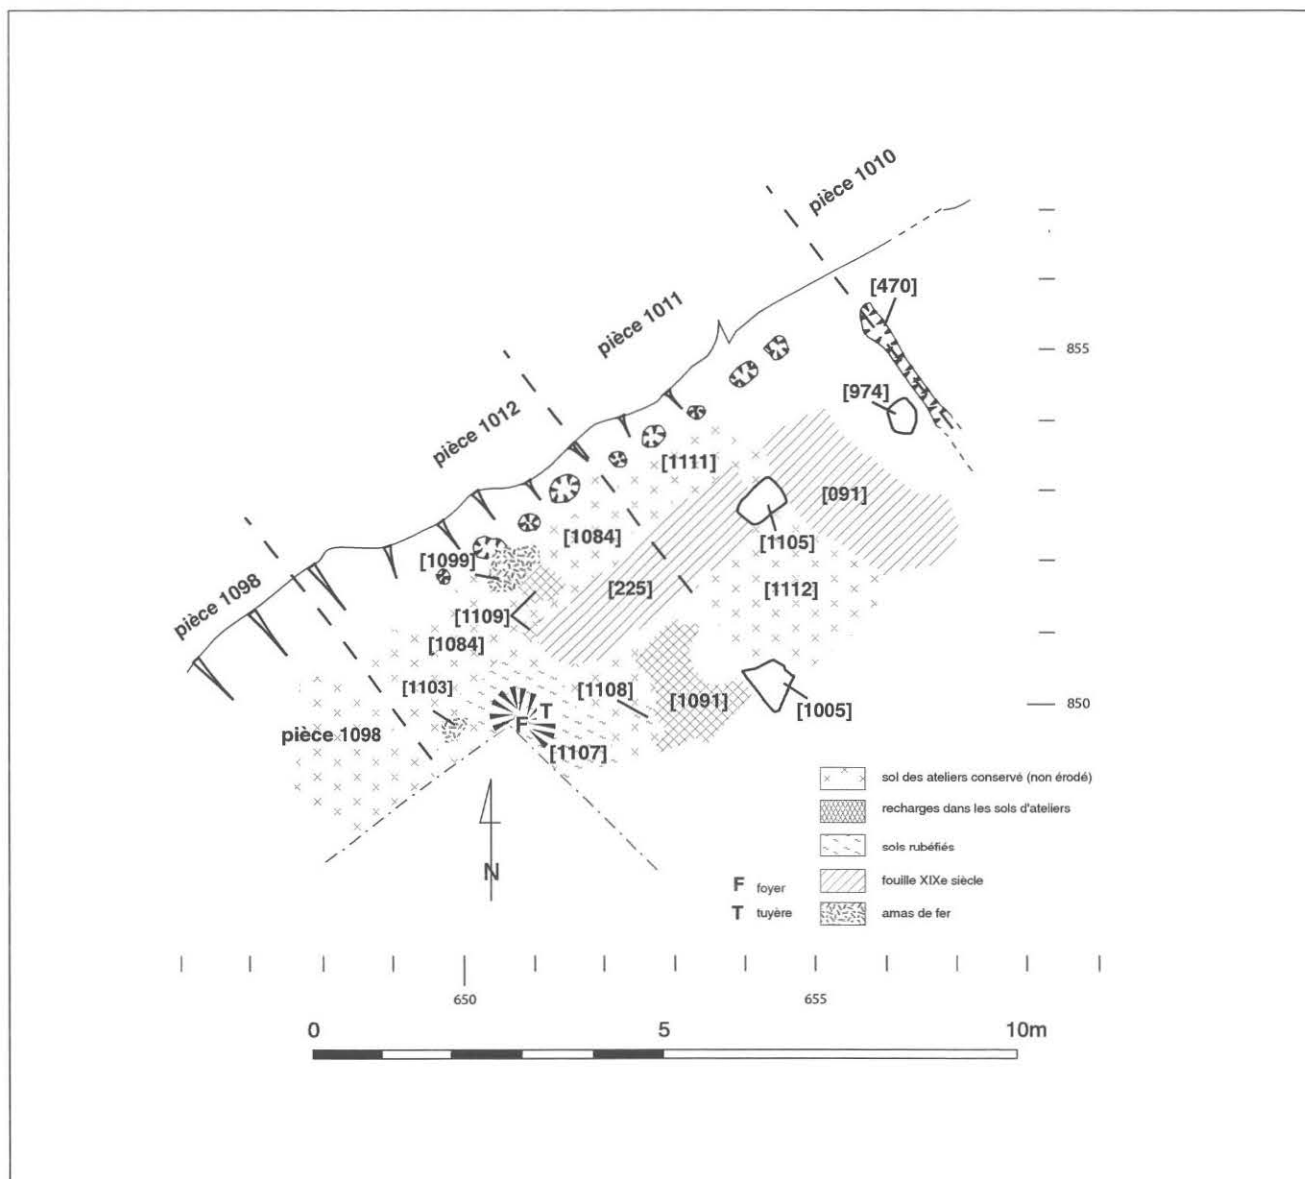 pièce 1010
[470]
pièce 1011
855
[974]
pièce 1012
[1111]
[091]
[1084]
[1105]
[1099]
[225]
[1112]
pièce 1098
[1109]
[1084]
[1103]
[1108]
[1091]
[1005]
850
T
F
pièce 1098
[1107]
sol des ateliers conservé (non érodé)
recharges dans les sols d'ateliers
sols rubéfiés
N
F foyer
fouille XIXe siècle
T tuyère
amas de fer
650
655
0 5 10m